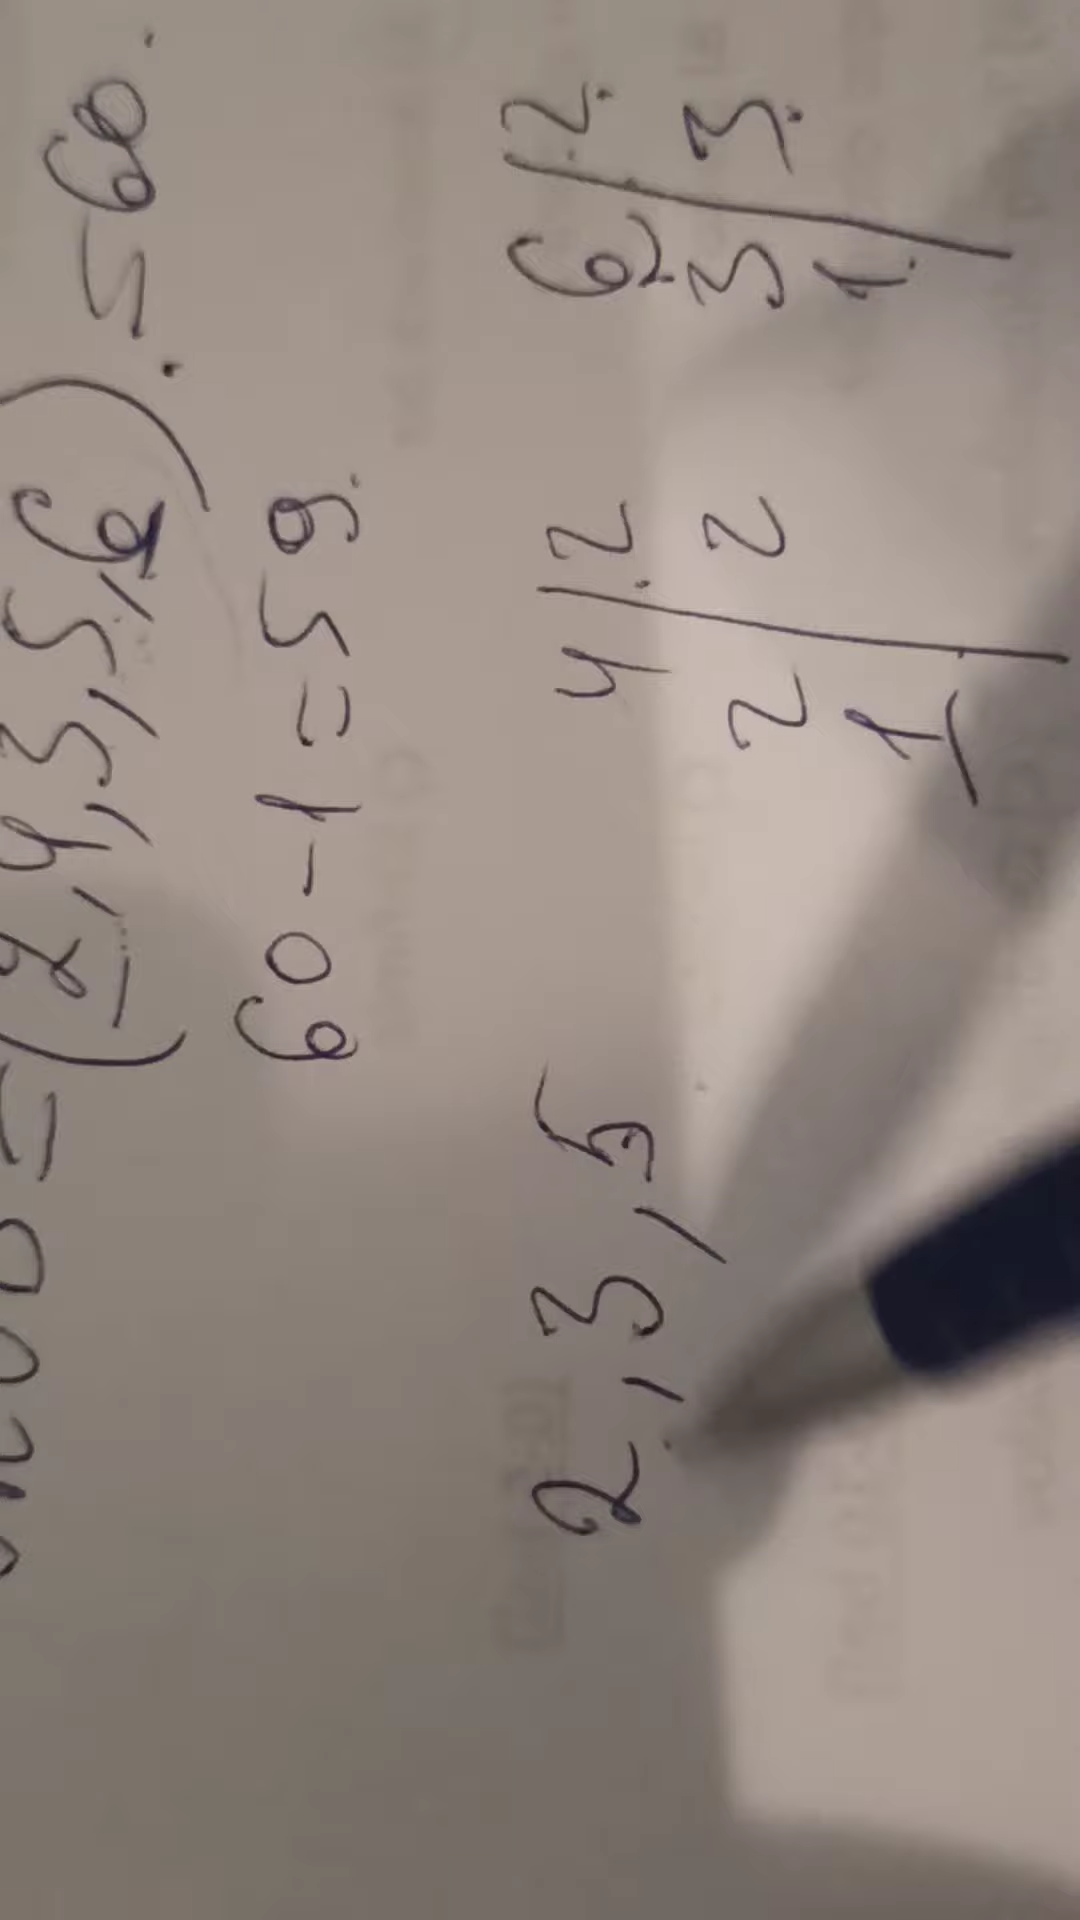 = (2, 4, 3, 5, 6). = 60.
60 - 1 = 59.
2, 3, 5 4 | 2 6 | 2.
2 | 2 3 | 3.
1 | 1. |